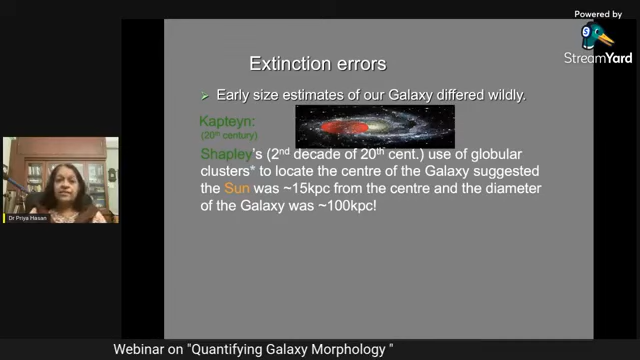 Powered by
StreamYard
Extinction errors
Early size estimates of our Galaxy differed wildly.
Kapteyn:
(20th century)
Shapley's (2nd decade of 20th cent.) use of globular
clusters* to locate the centre of the Galaxy suggested
the Sun was ~15kpc from the centre and the diameter
of the Galaxy was ~100kpc!
Dr Priya Hasan
Webinar on "Quantifying Galaxy Morphology "